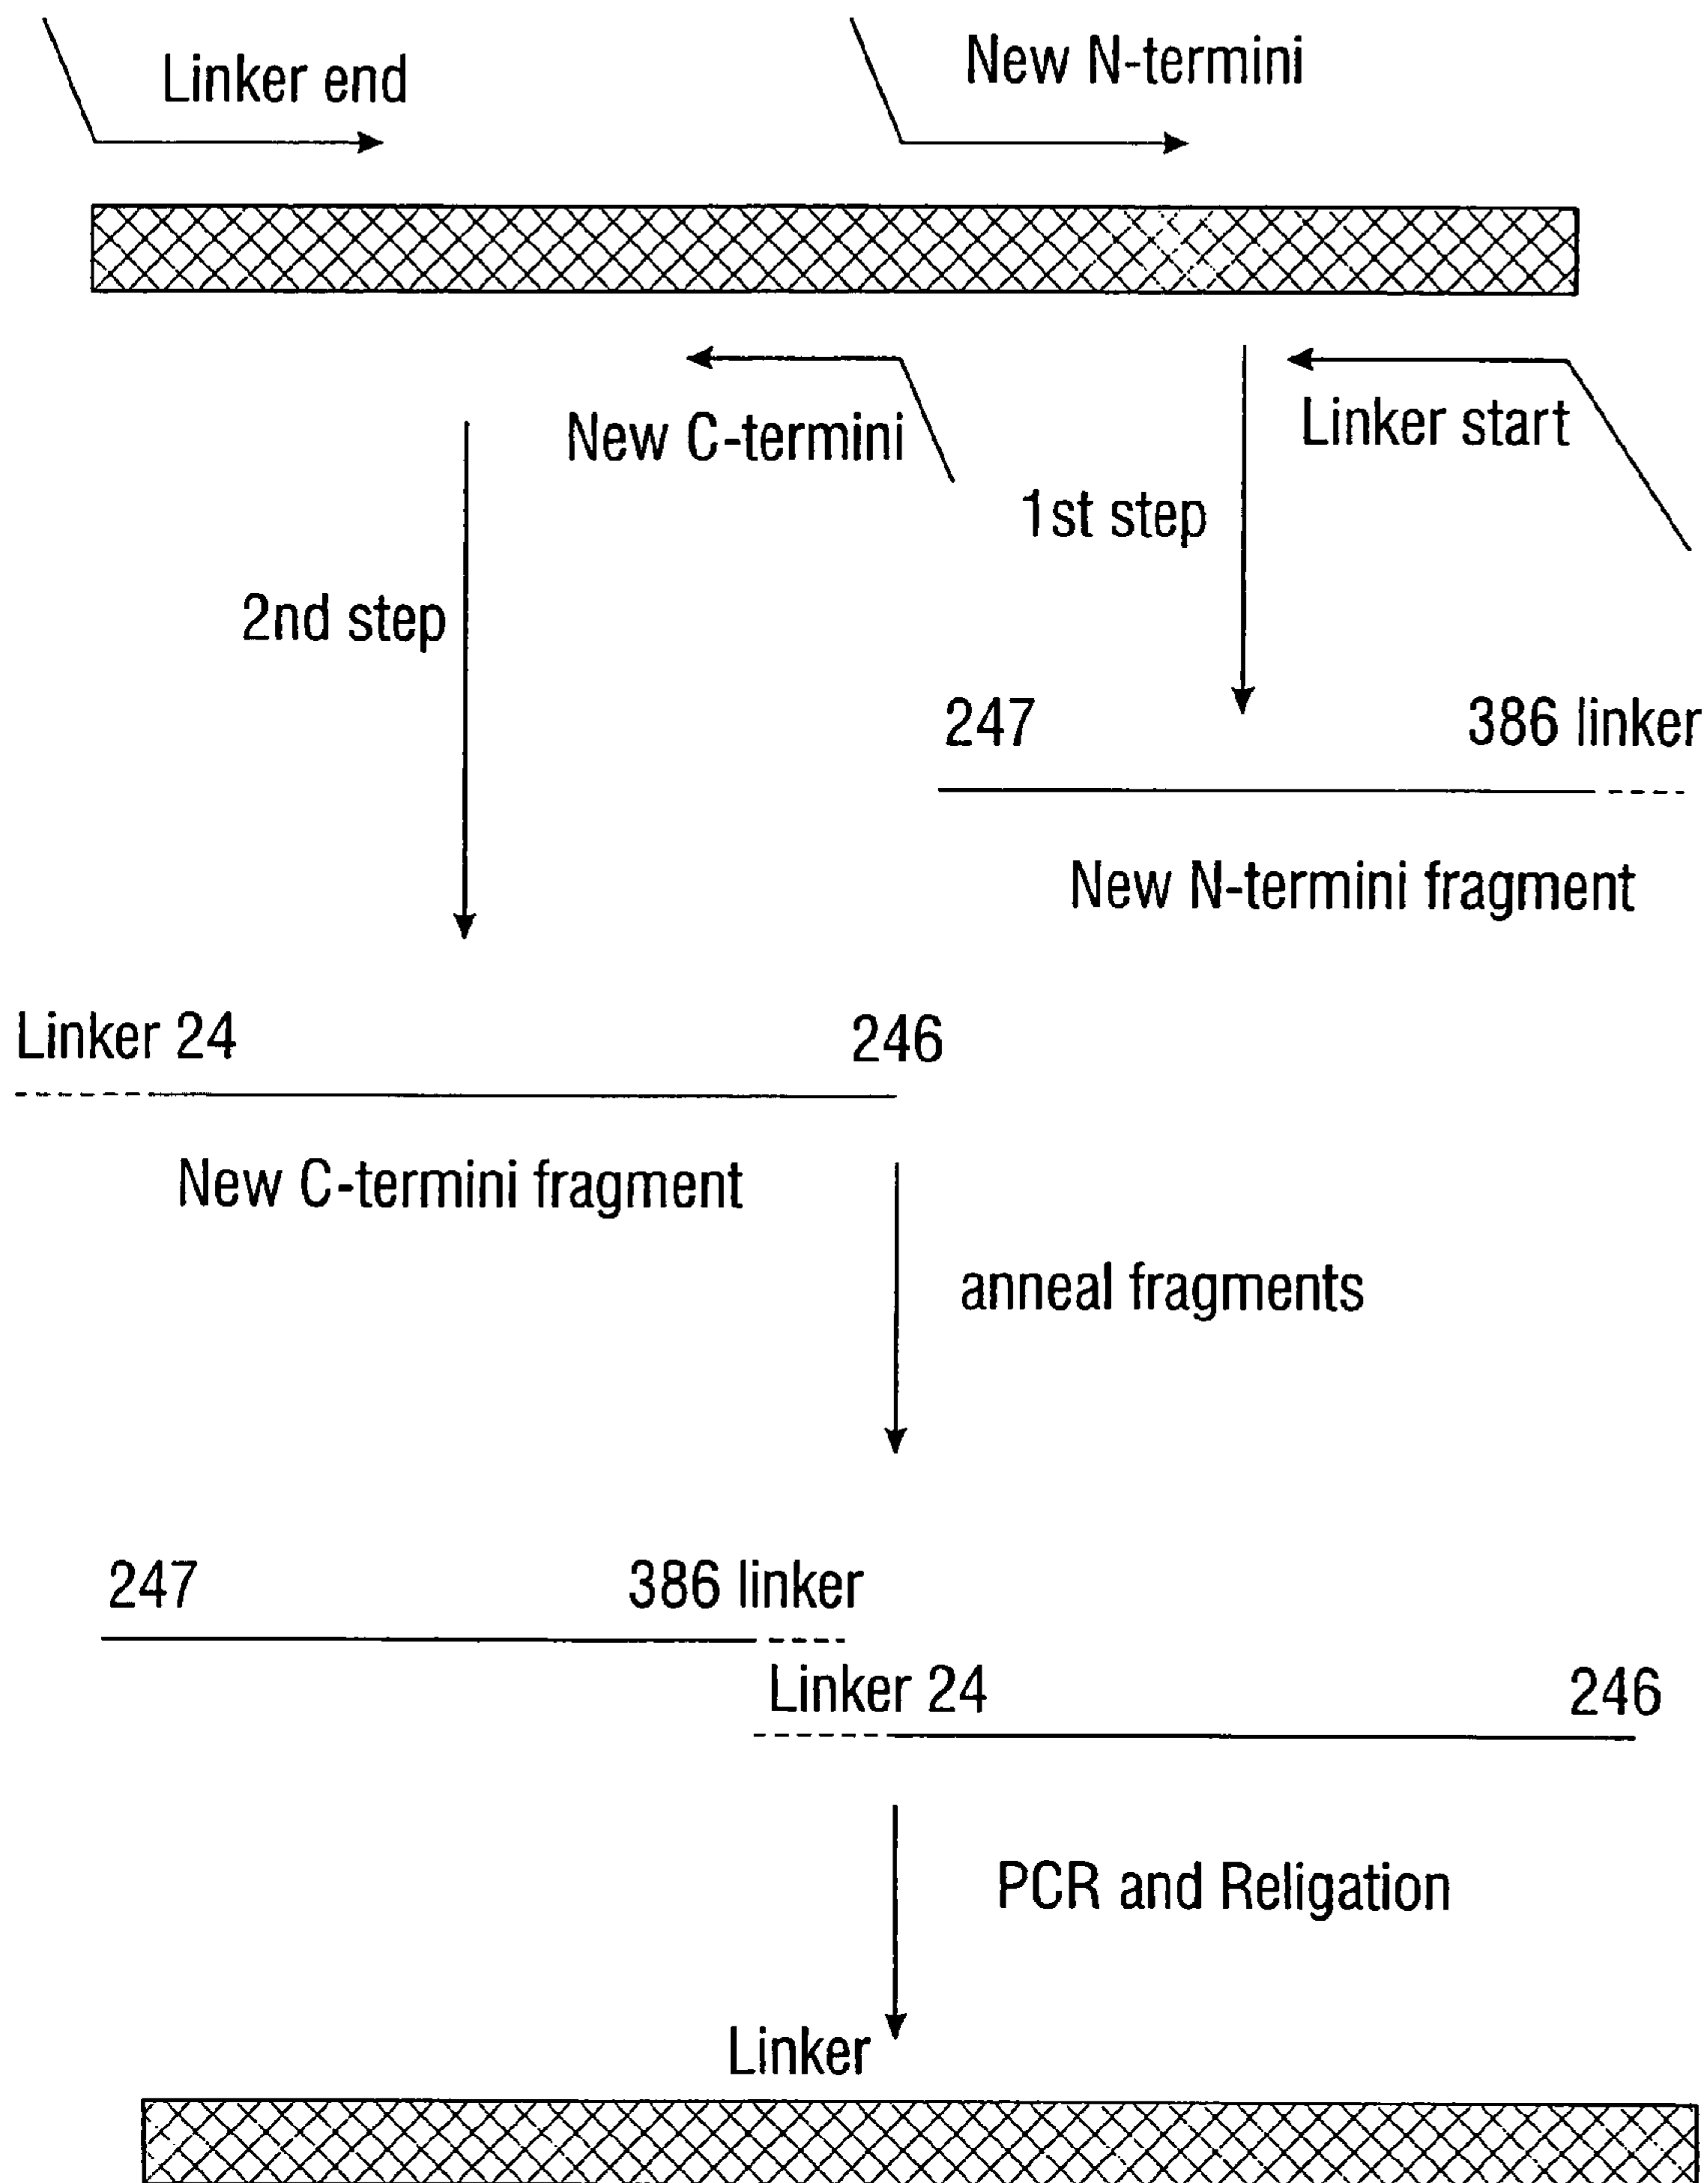 Linker end
New N-termini
New C-termini
Linker start
1st step
2nd step
247
386 linker
New N-termini fragment
Linker 24
246
New C-termini fragment
anneal fragments
247
386 linker
Linker 24
246
PCR and Religation
Linker